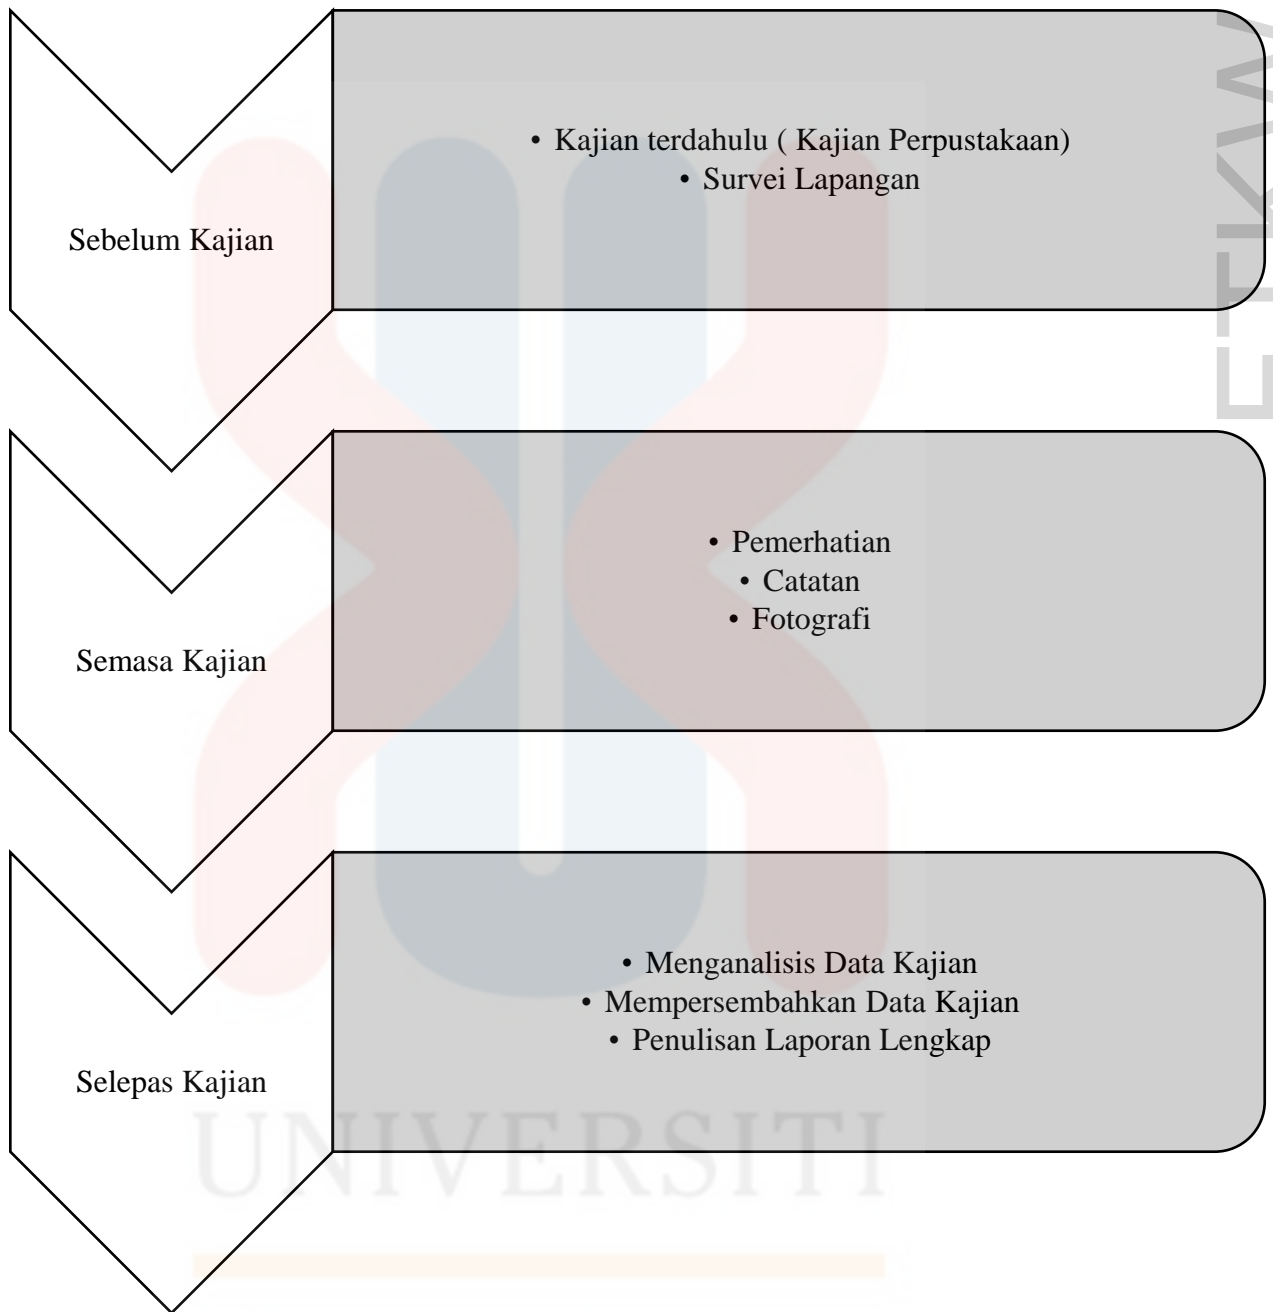 Sebelum Kajian
• Kajian terdahulu ( Kajian Perpustakaan)
• Survei Lapangan
Semasa Kajian
• Pemerhatian
• Catatan
• Fotografi
Selepas Kajian
• Menganalisis Data Kajian
• Mempersembahkan Data Kajian
• Penulisan Laporan Lengkap
UNIVERSITI